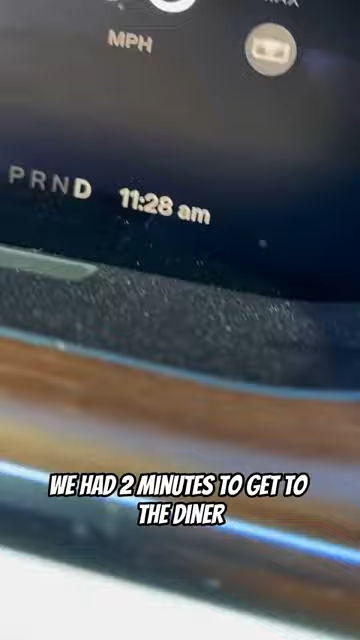 MPH
PRND 11:28 am
WE HAD 2 MINUTES TO GET TO
THE DINER